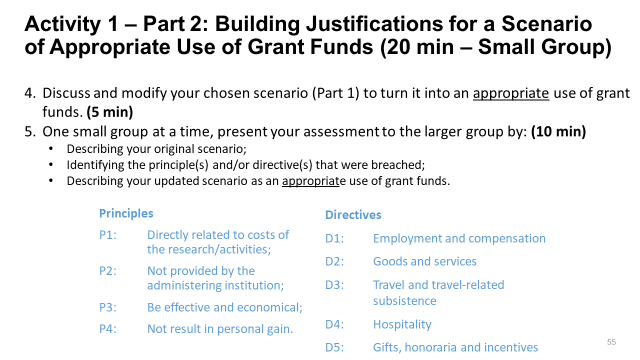 Activity 1 – Part 2: Building Justifications for a Scenario
of Appropriate Use of Grant Funds (20 min – Small Group)
4. Discuss and modify your chosen scenario (Part 1) to turn it into an appropriate use of grant
funds. (5 min)
5. One small group at a time, present your assessment to the larger group by: (10 min)
• Describing your original scenario;
• Identifying the principle(s) and/or directive(s) that were breached;
• Describing your updated scenario as an appropriate use of grant funds.
Principles
P1: Directly related to costs of
the research/activities;
P2: Not provided by the
administering institution;
P3: Be effective and economical;
P4: Not result in personal gain.
Directives
D1: Employment and compensation
D2: Goods and services
D3: Travel and travel-related
subsistence
D4: Hospitality
D5: Gifts, honoraria and incentives
55